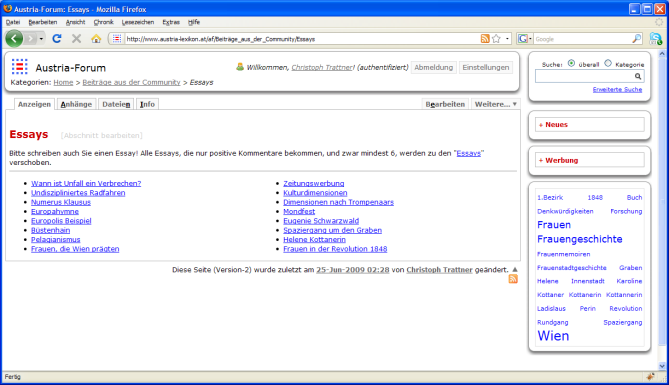 Austria-Forum: Essays - Mozilla Firefox
Datei Bearbeiten Ansicht Chronik Lesezeichen Extras Hilfe
http://www.austria-lexikon.at/af/Beiträge_aus_der_Community/Essays
Google
Austria-Forum
Willkommen, Christoph Trattner! (authentifiziert) Abmeldung Einstellungen
Kategorien: Home > Beiträge aus der Community > Essays
Suche: überall Kategorie
Erweiterte Suche
Anzeigen Anhänge Dateien Info Bearbeiten Weitere...
+ Neues
+ Werbung
Essays [Abschnitt bearbeiten]
Bitte schreiben auch Sie einen Essay! Alle Essays, die nur positive Kommentare bekommen, und zwar mindest 6, werden zu den "Essays"
verschoben.
Wann ist Unfall ein Verbrechen?
Undiszipliniertes Radfahren
Numerus Klausus
Europahymne
Europolis Beispiel
Büstenhain
Pelagianismus
Frauen, die Wien prägten
Zeitungswerbung
Kulturdimensionen
Dimensionen nach Trompenaars
Mondfest
Eugenie Schwarzwald
Spaziergang um den Graben
Helene Kottanerin
Frauen in der Revolution 1848
Diese Seite (Version-2) wurde zuletzt am 25-Jun-2009 02:28 von Christoph Trattner geändert.
1.Bezirk 1848 Buch
Denkwürdigkeiten Forschung
Frauen
Frauengeschichte
Frauenmemoiren
Frauenstadtgeschichte Graben
Helene Innenstadt Karoline
Kottaner Kottanerin Kottannerin
Ladislaus Perin Revolution
Rundgang Spaziergang
Wien
Fertig